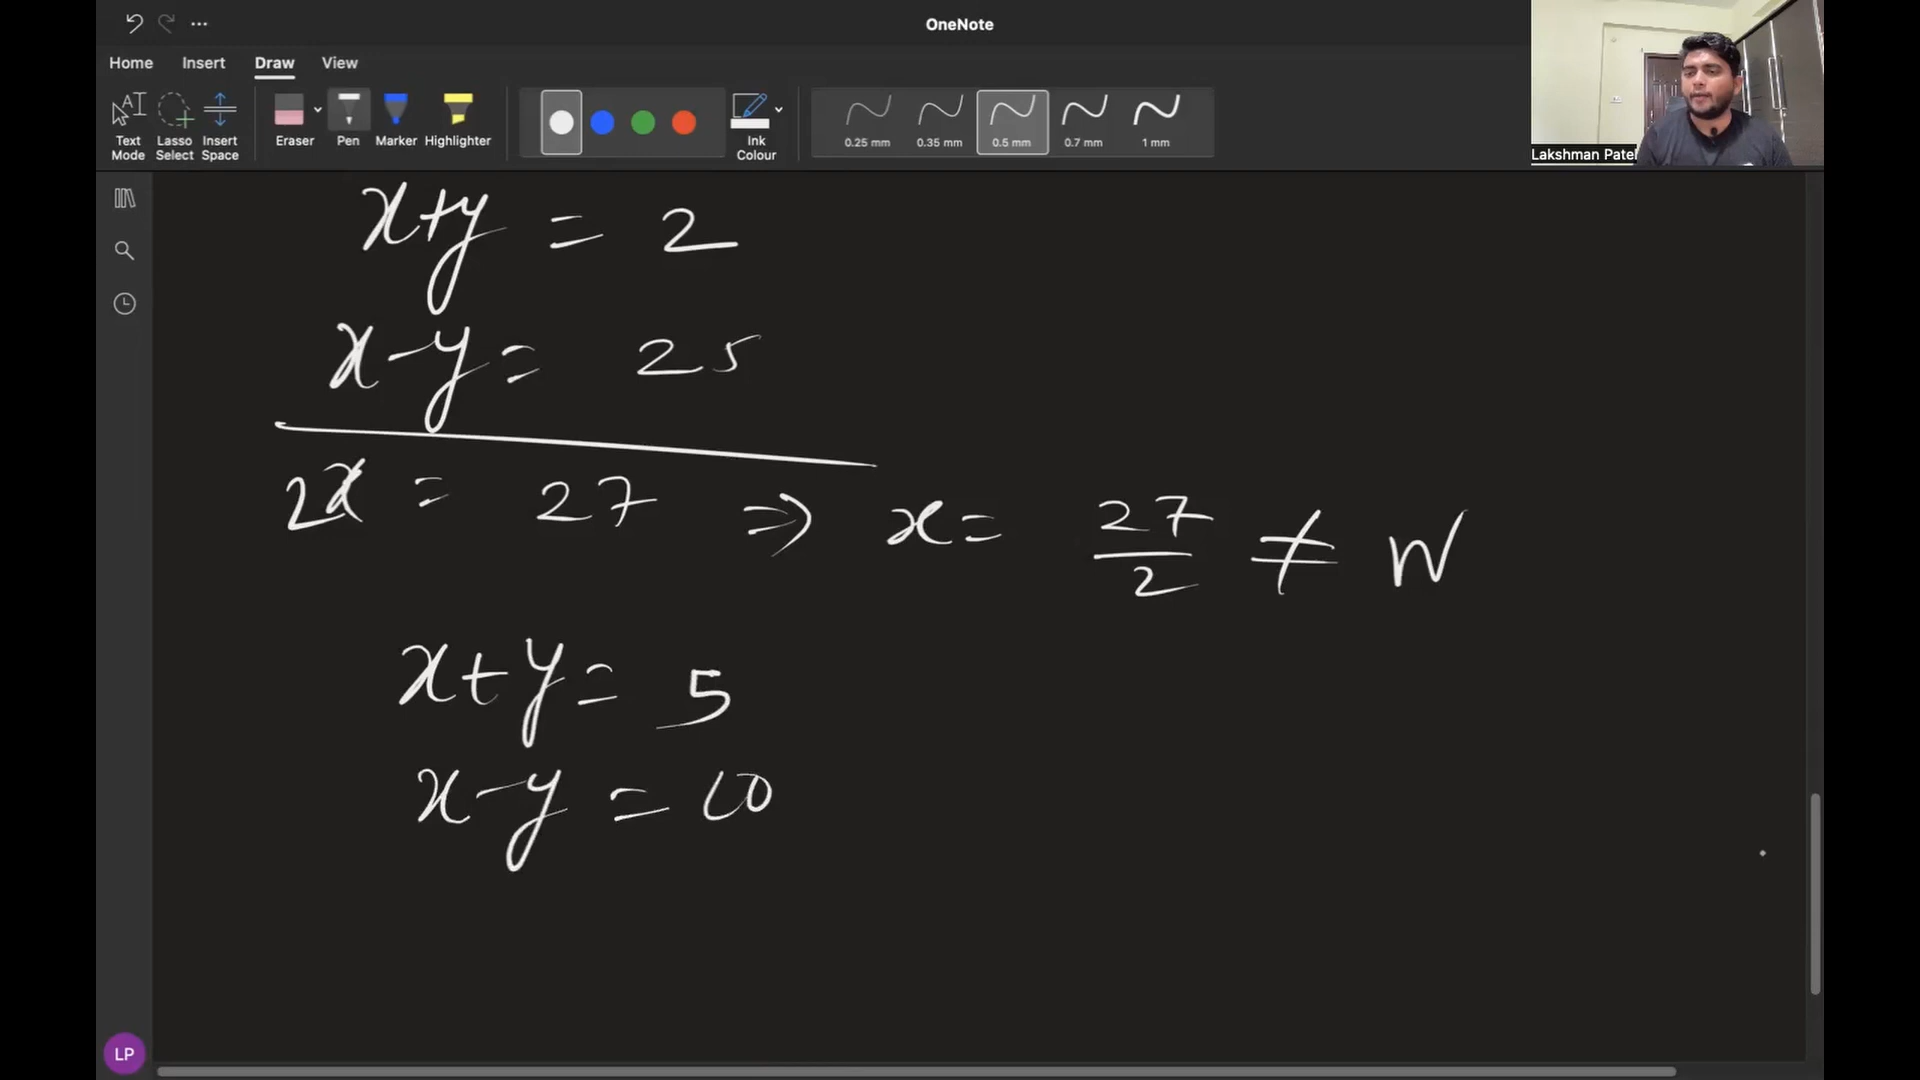 OneNote
Home Insert Draw View
Text Mode
Lasso Select
Insert Space
Eraser
Pen
Marker
Highlighter
Ink Colour
0.25 mm
0.35 mm
0.5 mm
0.7 mm
1 mm
Lakshman Patel
x+y = 2
x-y = 25
2x = 27 ⇒ x = 27/2 ≠ W
x+y = 5
x-y = 10
LP